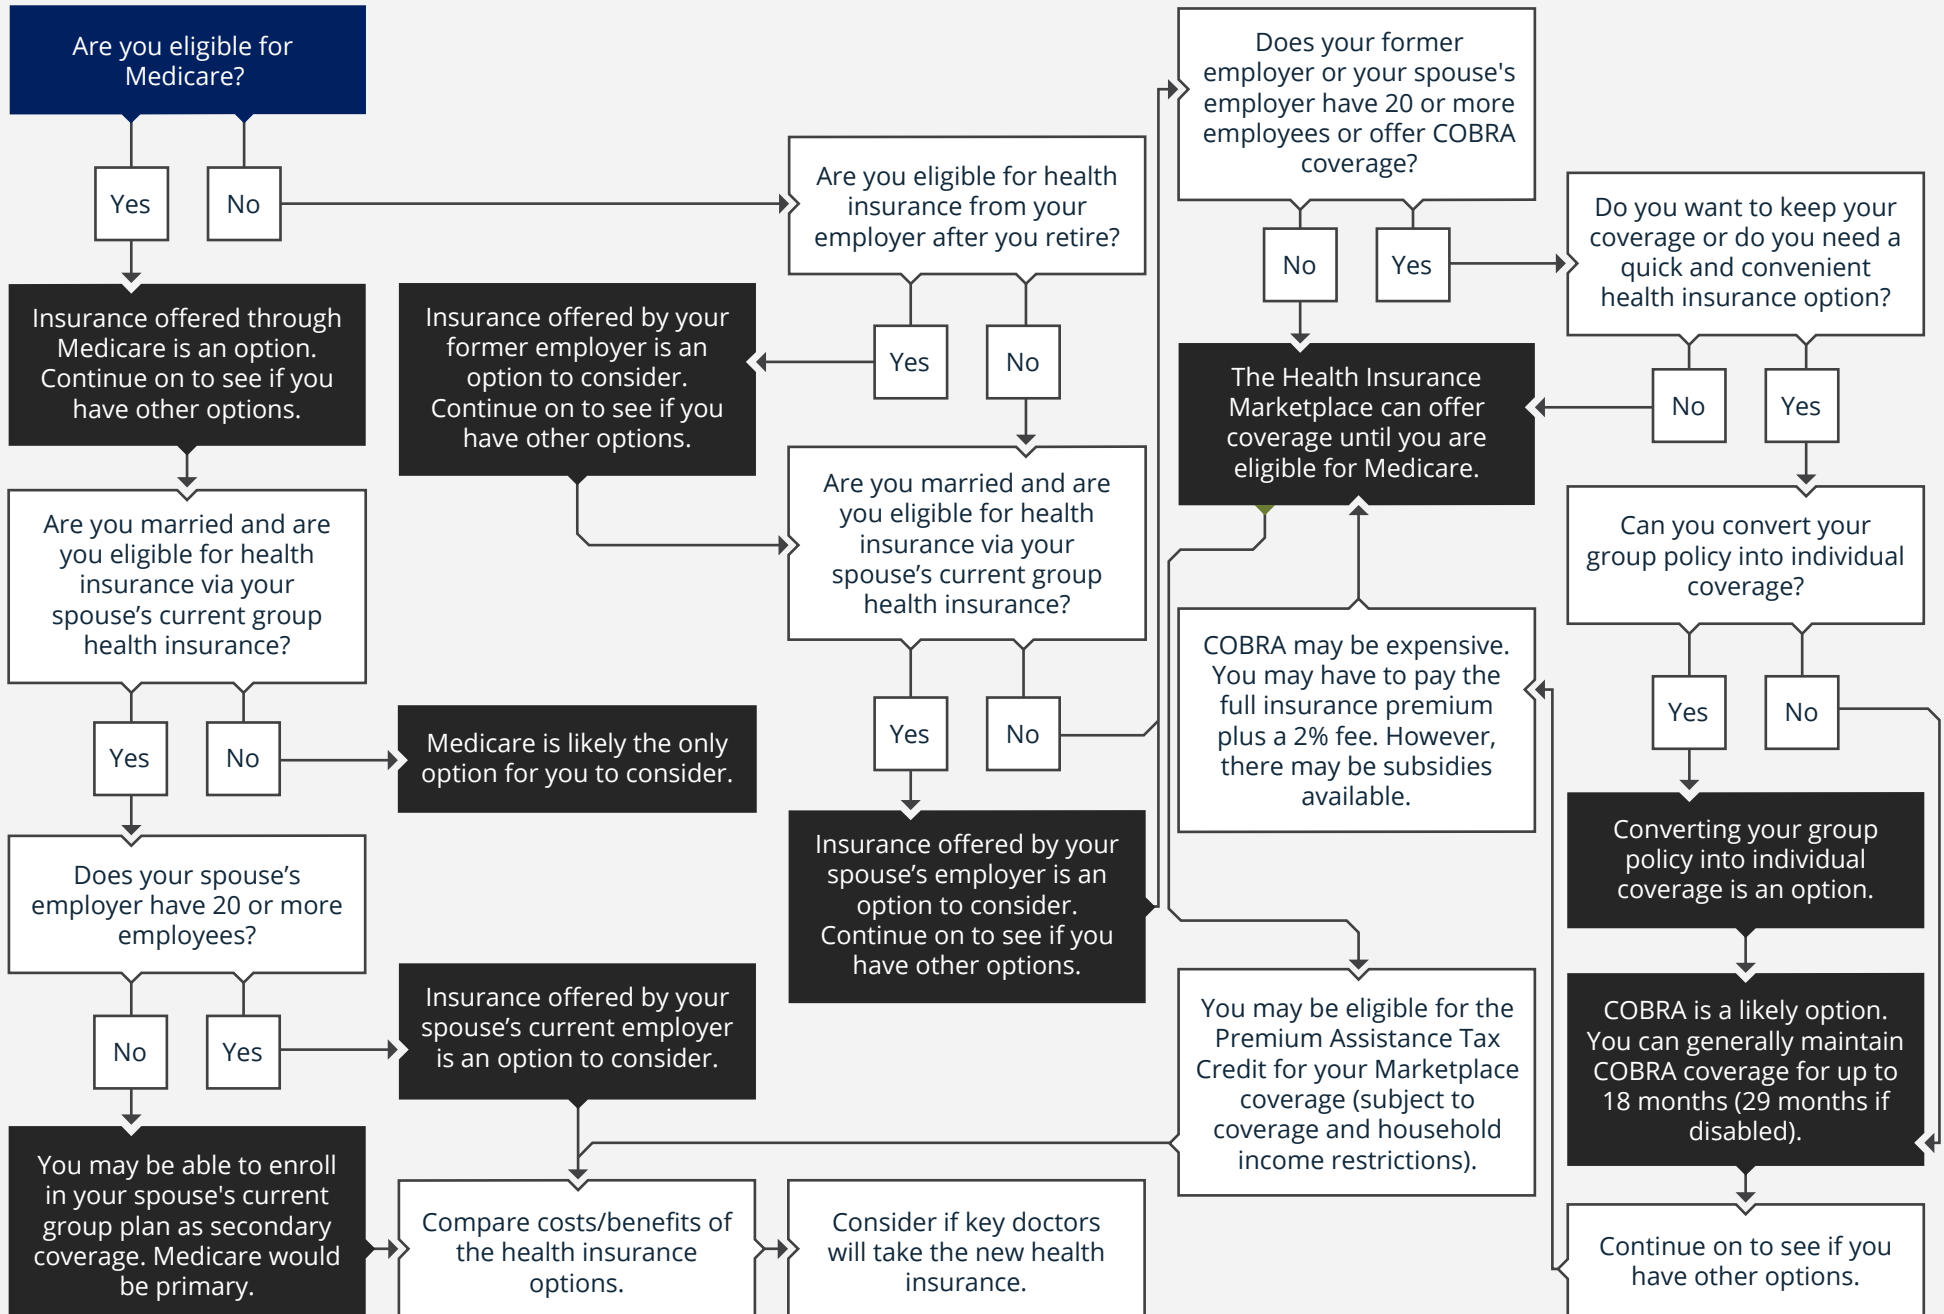 Are you eligible for
Medicare?
Yes
No
Insurance offered through
Medicare is an option.
Continue on to see if you
have other options.
Are you married and are
you eligible for health
insurance via your
spouse’s current group
health insurance?
Yes
No
Medicare is likely the only
option for you to consider.
Does your spouse’s
employer have 20 or more
employees?
No
Yes
Insurance offered by your
spouse’s current employer
is an option to consider.
You may be able to enroll
in your spouse's current
group plan as secondary
coverage. Medicare would
be primary.
Compare costs/benefits of
the health insurance
options.
Consider if key doctors
will take the new health
insurance.
Are you eligible for health
insurance from your
employer after you retire?
Yes
No
Insurance offered by your
former employer is an
option to consider.
Continue on to see if you
have other options.
Are you married and are
you eligible for health
insurance via your
spouse’s current group
health insurance?
Yes
No
Insurance offered by your
spouse’s employer is an
option to consider.
Continue on to see if you
have other options.
Does your former
employer or your spouse's
employer have 20 or more
employees or offer COBRA
coverage?
No
Yes
The Health Insurance
Marketplace can offer
coverage until you are
eligible for Medicare.
COBRA may be expensive.
You may have to pay the
full insurance premium
plus a 2% fee. However,
there may be subsidies
available.
You may be eligible for the
Premium Assistance Tax
Credit for your Marketplace
coverage (subject to
coverage and household
income restrictions).
Do you want to keep your
coverage or do you need a
quick and convenient
health insurance option?
No
Yes
Can you convert your
group policy into individual
coverage?
Yes
No
Converting your group
policy into individual
coverage is an option.
COBRA is a likely option.
You can generally maintain
COBRA coverage for up to
18 months (29 months if
disabled).
Continue on to see if you
have other options.